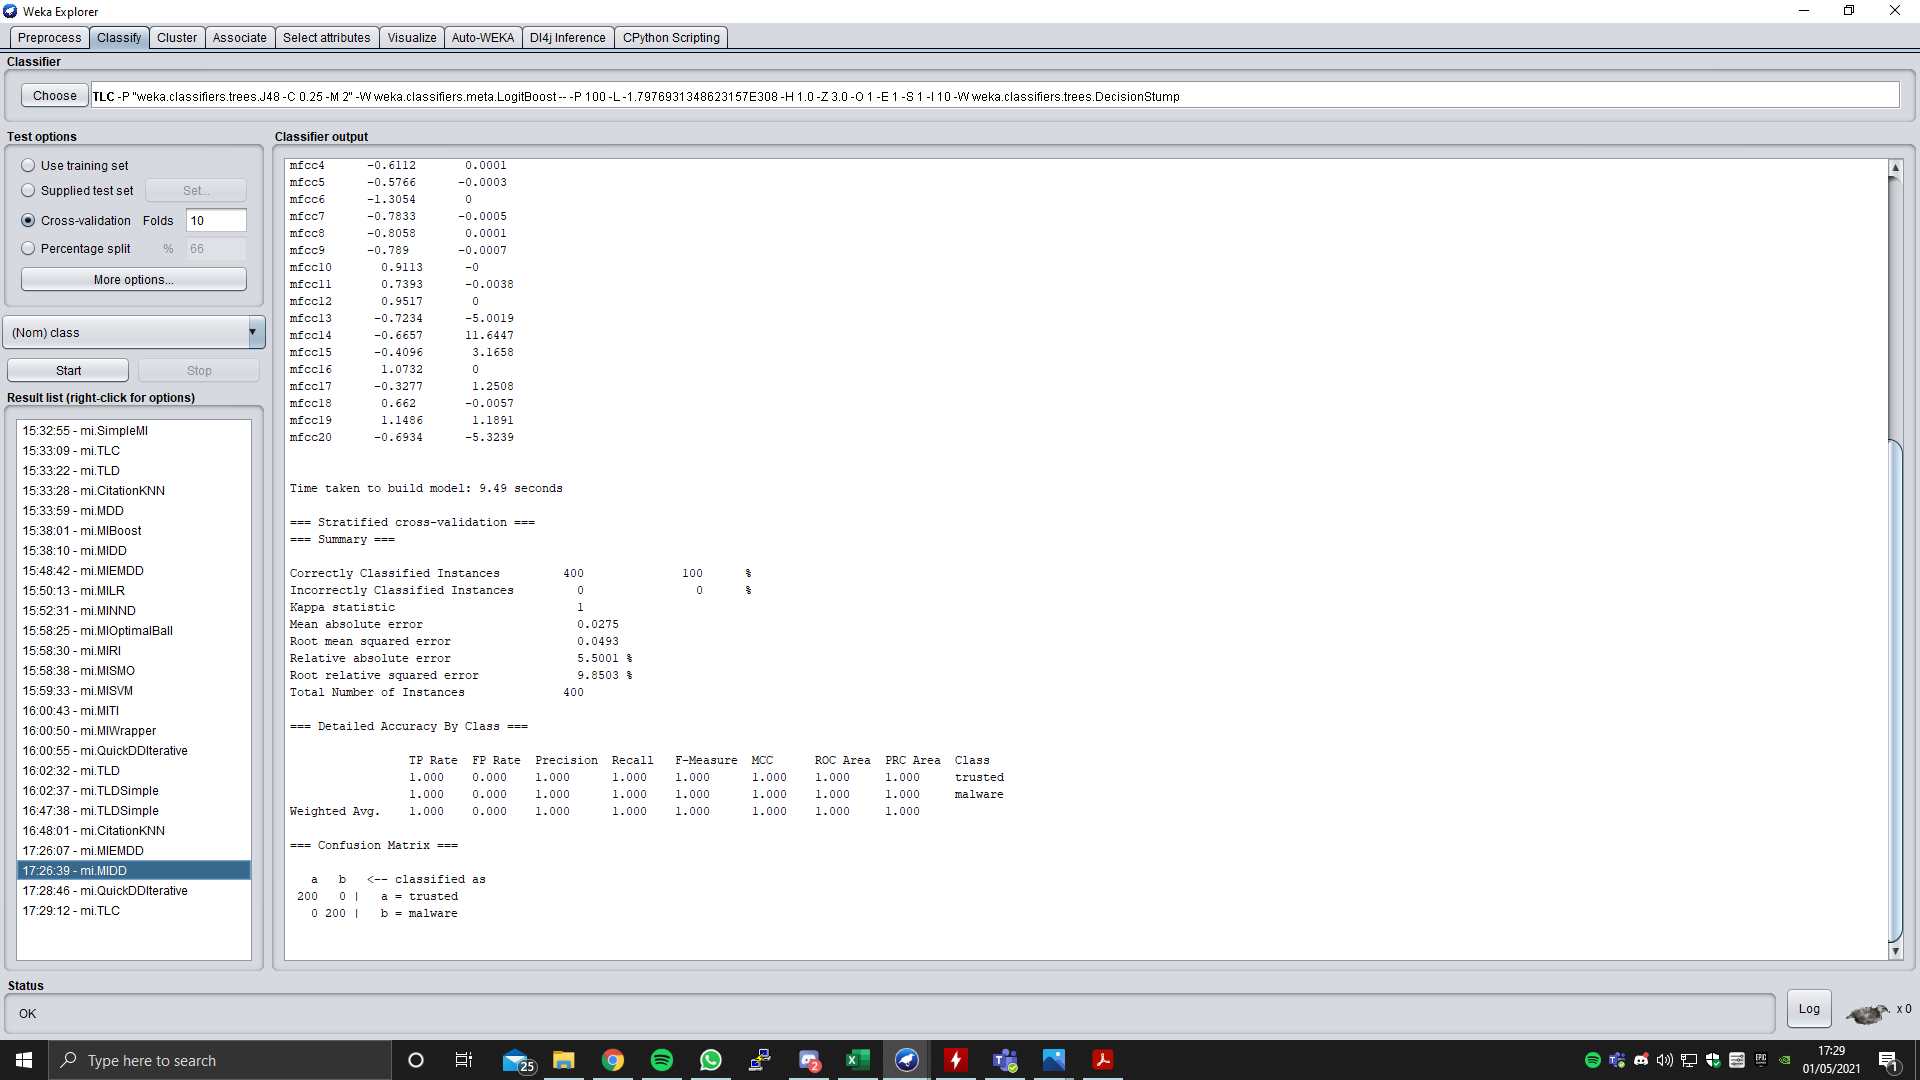 Weka Explorer
Preprocess Classify Cluster Associate Select attributes Visualize Auto-WEKA Dl4j Inference CPython Scripting
Classifier
Choose TLC -P "weka.classifiers.trees.J48 -C 0.25 -M 2" -W weka.classifiers.meta.LogitBoost -- -P 100 -L -1.7976931348623157E308 -H 1.0 -Z 3.0 -O 1 -E 1 -S 1 -I 10 -W weka.classifiers.trees.DecisionStump
Test options
Use training set
Supplied test set Set...
Cross-validation Folds 10
Percentage split % 66
More options...
(Nom) class
Start Stop
Result list (right-click for options)
15:32:55 - mi.SimpleMI
15:33:09 - mi.TLC
15:33:22 - mi.TLD
15:33:28 - mi.CitationKNN
15:33:59 - mi.MDD
15:38:01 - mi.MIBoost
15:38:10 - mi.MIDD
15:48:42 - mi.MIEMDD
15:50:13 - mi.MILR
15:52:31 - mi.MINND
15:58:25 - mi.MIOptimalBall
15:58:30 - mi.MIRI
15:58:38 - mi.MISMO
15:59:33 - mi.MISVM
16:00:43 - mi.MITI
16:00:50 - mi.MIWrapper
16:00:55 - mi.QuickDDIterative
16:02:32 - mi.TLD
16:02:37 - mi.TLDSimple
16:47:38 - mi.TLDSimple
16:48:01 - mi.CitationKNN
17:26:07 - mi.MIEMDD
17:26:39 - mi.MIDD
17:28:46 - mi.QuickDDIterative
17:29:12 - mi.TLC
Classifier output
mfcc4 -0.6112 0.0001
mfcc5 -0.5766 -0.0003
mfcc6 -1.3054 0
mfcc7 -0.7833 -0.0005
mfcc8 -0.8058 0.0001
mfcc9 -0.789 -0.0007
mfcc10 0.9113 -0
mfcc11 0.7393 -0.0038
mfcc12 0.9517 0
mfcc13 -0.7234 -5.0019
mfcc14 -0.6657 11.6447
mfcc15 -0.4096 3.1658
mfcc16 1.0732 0
mfcc17 -0.3277 1.2508
mfcc18 0.662 -0.0057
mfcc19 1.1486 1.1891
mfcc20 -0.6934 -5.3239
Time taken to build model: 9.49 seconds
=== Stratified cross-validation ===
=== Summary ===
Correctly Classified Instances 400 100 %
Incorrectly Classified Instances 0 0 %
Kappa statistic 1
Mean absolute error 0.0275
Root mean squared error 0.0493
Relative absolute error 5.5001 %
Root relative squared error 9.8503 %
Total Number of Instances 400
=== Detailed Accuracy By Class ===
TP Rate FP Rate Precision Recall F-Measure MCC ROC Area PRC Area Class
1.000 0.000 1.000 1.000 1.000 1.000 1.000 1.000 trusted
1.000 0.000 1.000 1.000 1.000 1.000 1.000 1.000 malware
Weighted Avg. 1.000 0.000 1.000 1.000 1.000 1.000 1.000 1.000
=== Confusion Matrix ===
a b <-- classified as
200 0 | a = trusted
0 200 | b = malware
Status
OK
Log x 0
Type here to search
25
2
EPIC
17:29
01/05/2021
1